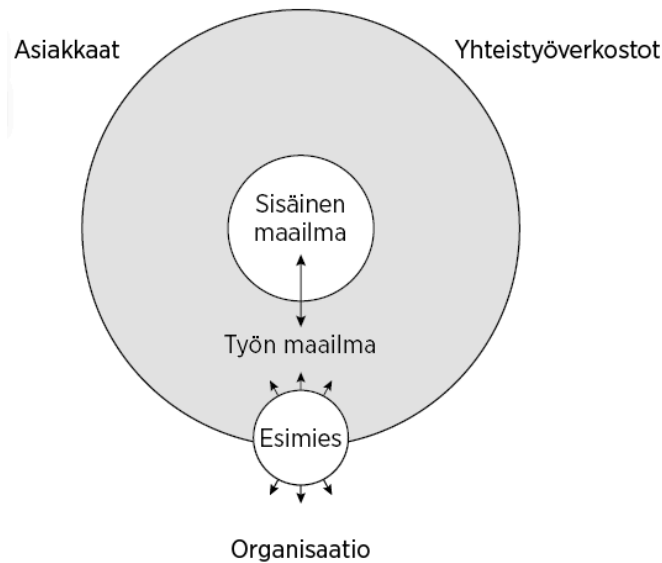 Asiakkaat
Yhteistyöverkostot
Sisäinen
maailma
Työn maailma
Esimies
Organisaatio